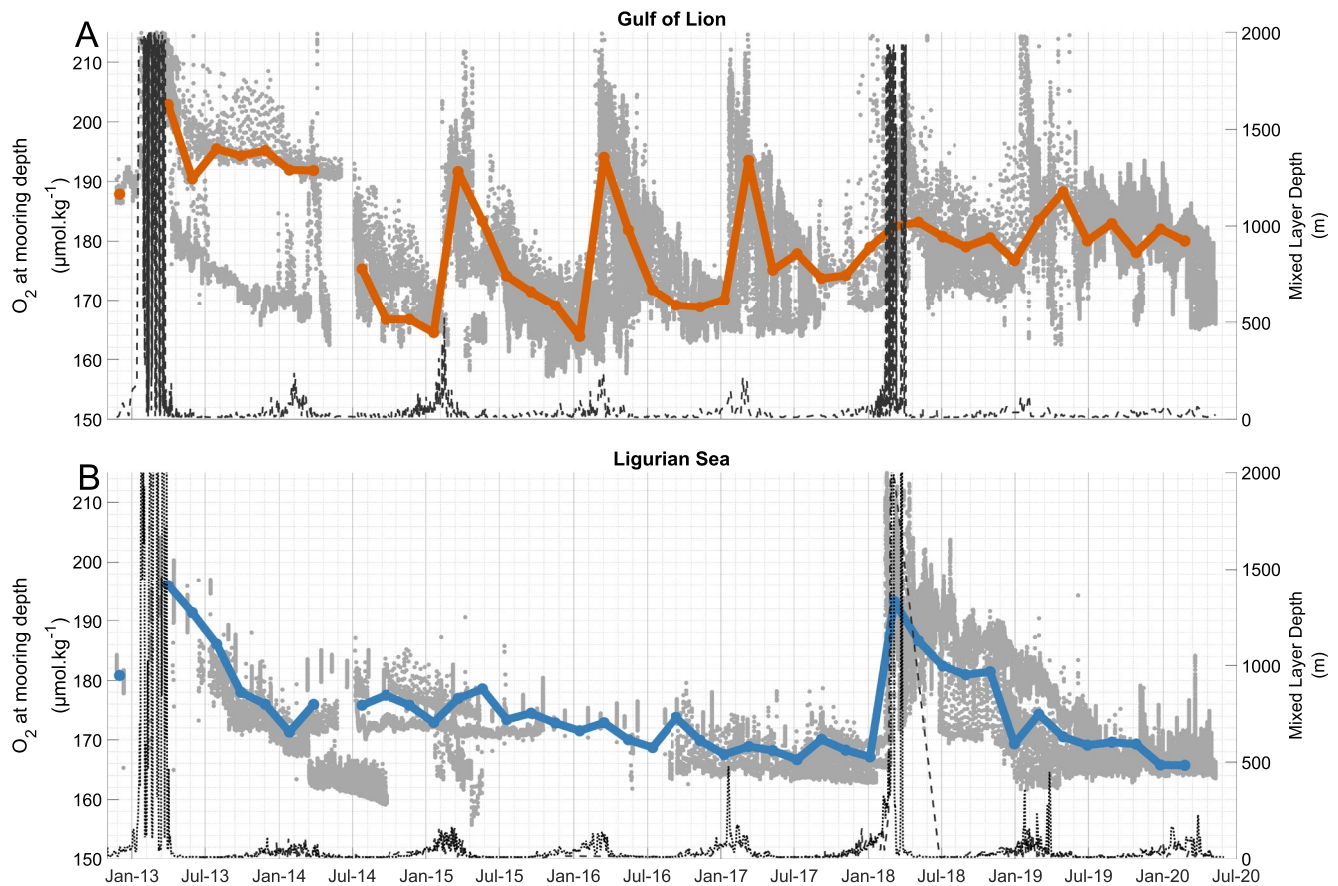 Gulf of Lion
A
210
200
190
180
170
160
150
O2 at mooring depth
(μmol.kg-1)
2000
1500
1000
500
0
Mixed Layer Depth
(m)
Ligurian Sea
B
210
200
190
180
170
160
150
O2 at mooring depth
(μmol.kg-1)
2000
1500
1000
500
0
Mixed Layer Depth
(m)
Jan-13 Jul-13 Jan-14 Jul-14 Jan-15 Jul-15 Jan-16 Jul-16 Jan-17 Jul-17 Jan-18 Jul-18 Jan-19 Jul-19 Jan-20 Jul-20